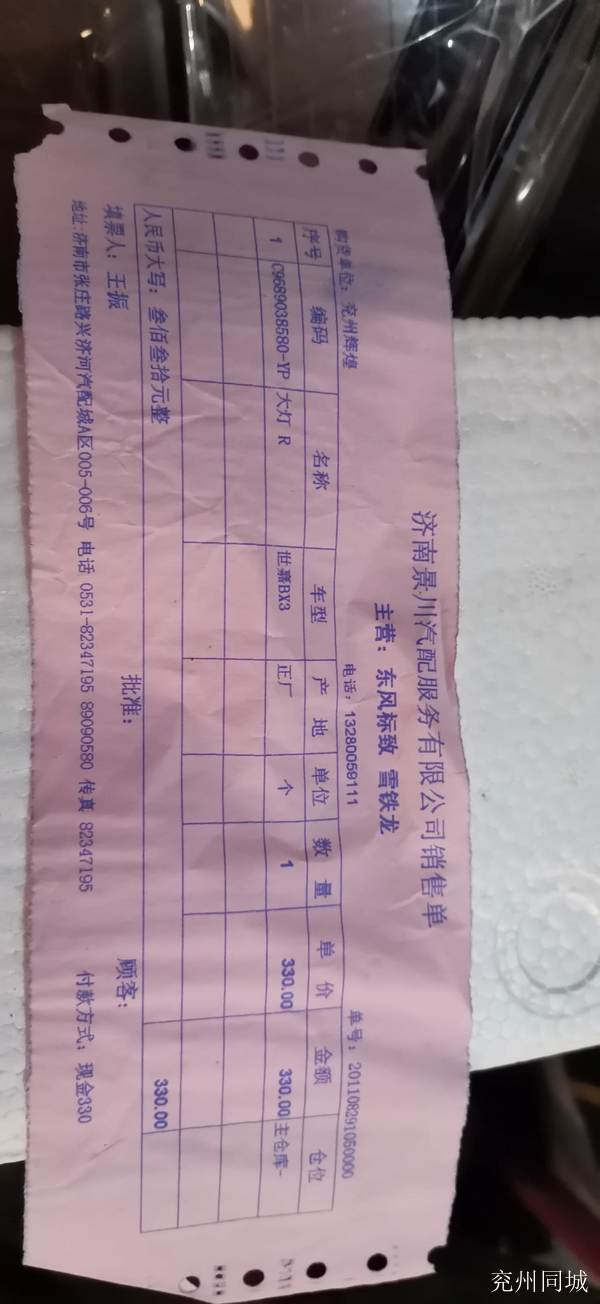 济南景川汽配服务有限公司销售单
主营：东风标致 雪铁龙
购货单位：兖州辉煌 电话：13280059111 单号：201108291050000
序号 编码 名称 车型 产地 单位 数量 单价 金额 仓位
1 C9689038580-YP 大灯 R 世嘉BX3 正厂 个 1 330.00 330.00 主仓库-
人民币大写：叁佰叁拾元整 330.00
填票人：王振 批准： 顾客：
地址:济南市张庄路兴济河汽配城A区005-006号 电话 0531-82347195 89090580 传真 82347195 付款方式：现金330
兖州同城